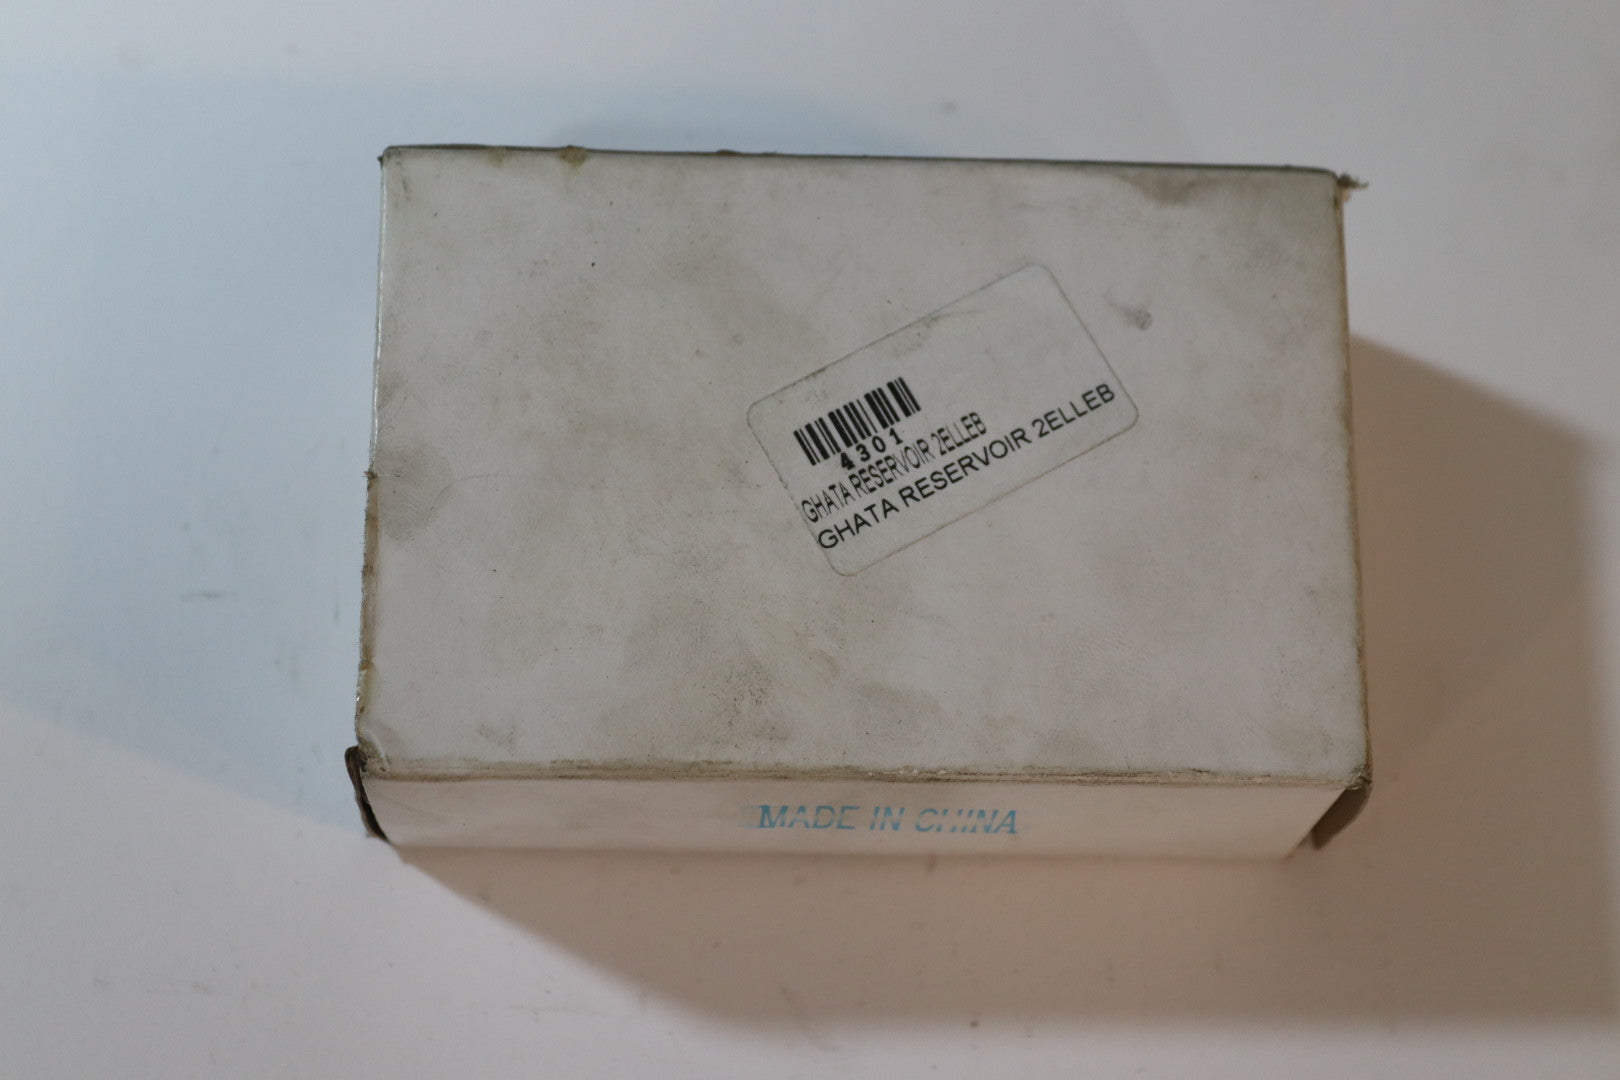 4301
GHATA RESERVOIR 2ELLEB
GHATA RESERVOIR 2ELLEB
MADE IN CHINA